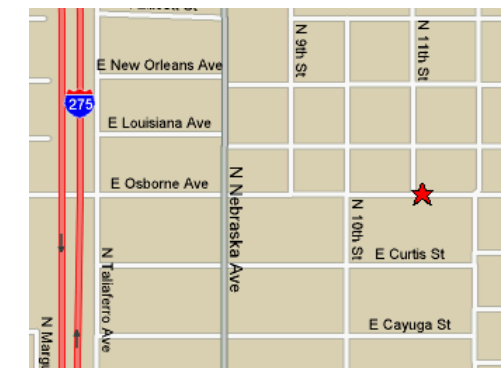 N 9th St
N 11th St
E New Orleans Ave
275
E Louisiana Ave
E Osborne Ave
N Nebraska Ave
N 10th St
E Curtis St
N Taliaferro Ave
E Cayuga St